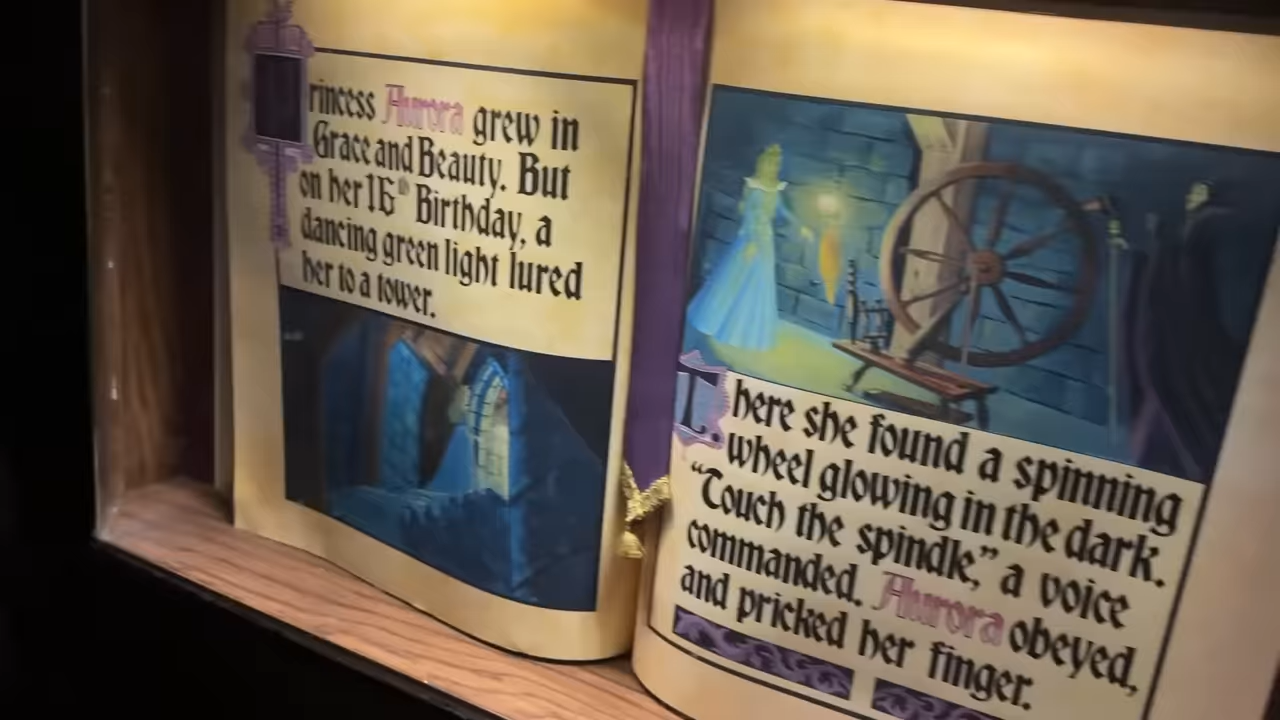 Princess Aurora grew in
Grace and Beauty. But
on her 16th Birthday, a
dancing green light lured
her to a tower.
There she found a spinning
wheel glowing in the dark.
“Touch the spindle,” a voice
commanded. Aurora obeyed,
and pricked her finger.